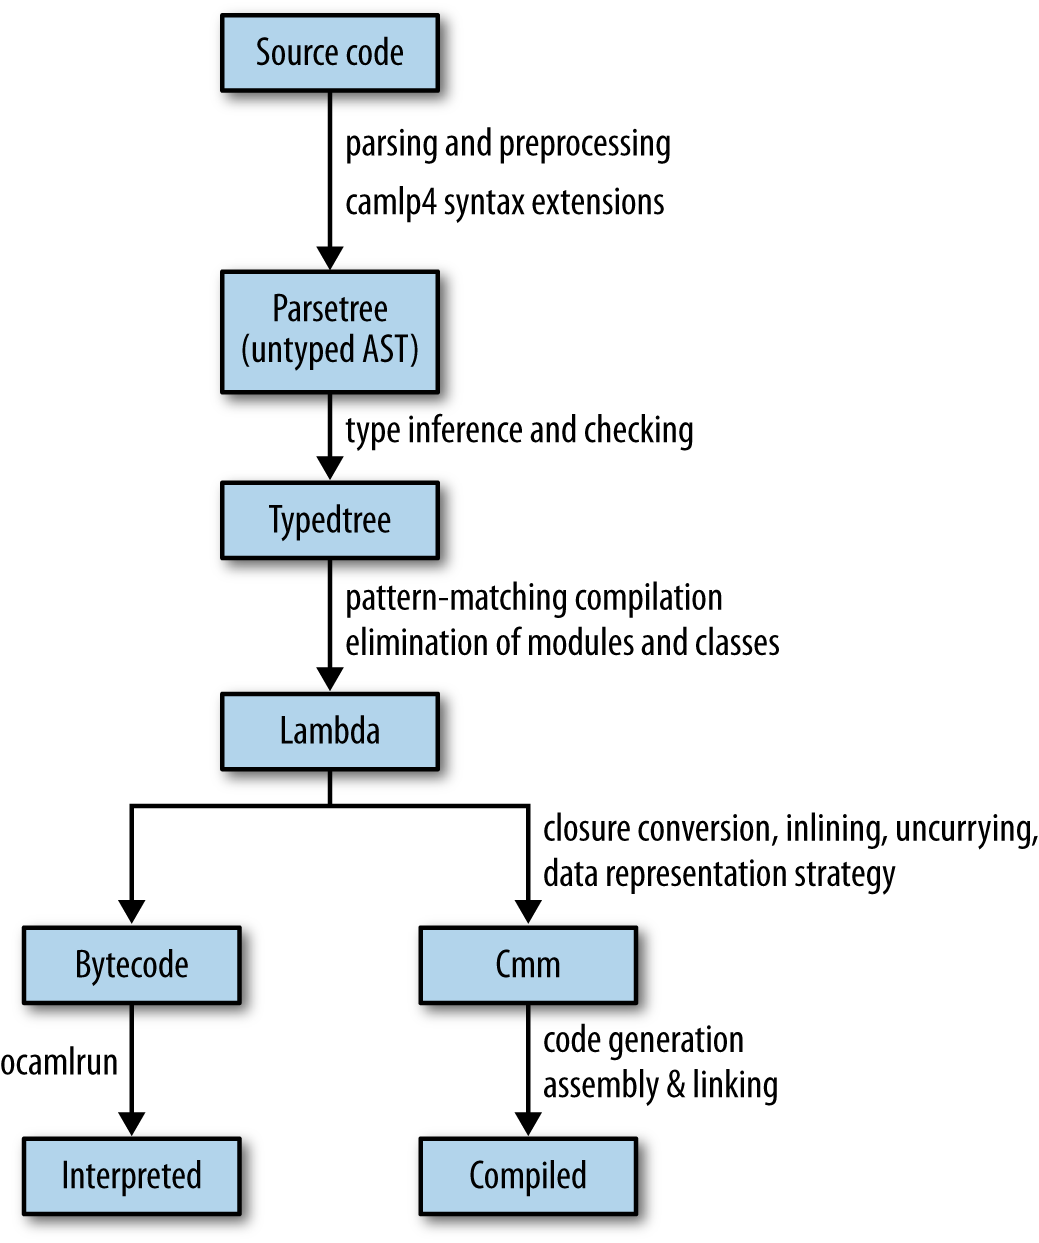 Source code
parsing and preprocessing
camlp4 syntax extensions
Parsetree
(untyped AST)
type inference and checking
Typedtree
pattern-matching compilation
elimination of modules and classes
Lambda
closure conversion, inlining, uncurrying,
data representation strategy
Bytecode
Cmm
ocamlrun
code generation
assembly & linking
Interpreted
Compiled